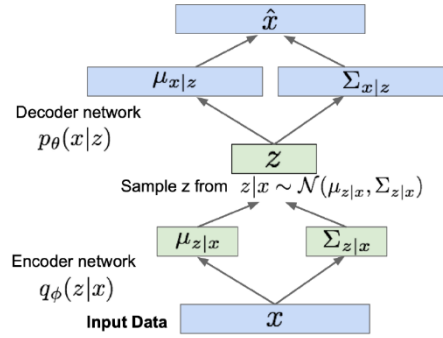 x̂
μ_{x|z} Σ_{x|z}
Decoder network
p_θ(x|z)
z
Sample z from z|x ∼ 𝒩(μ_{z|x}, Σ_{z|x})
μ_{z|x} Σ_{z|x}
Encoder network
q_ϕ(z|x)
Input Data x